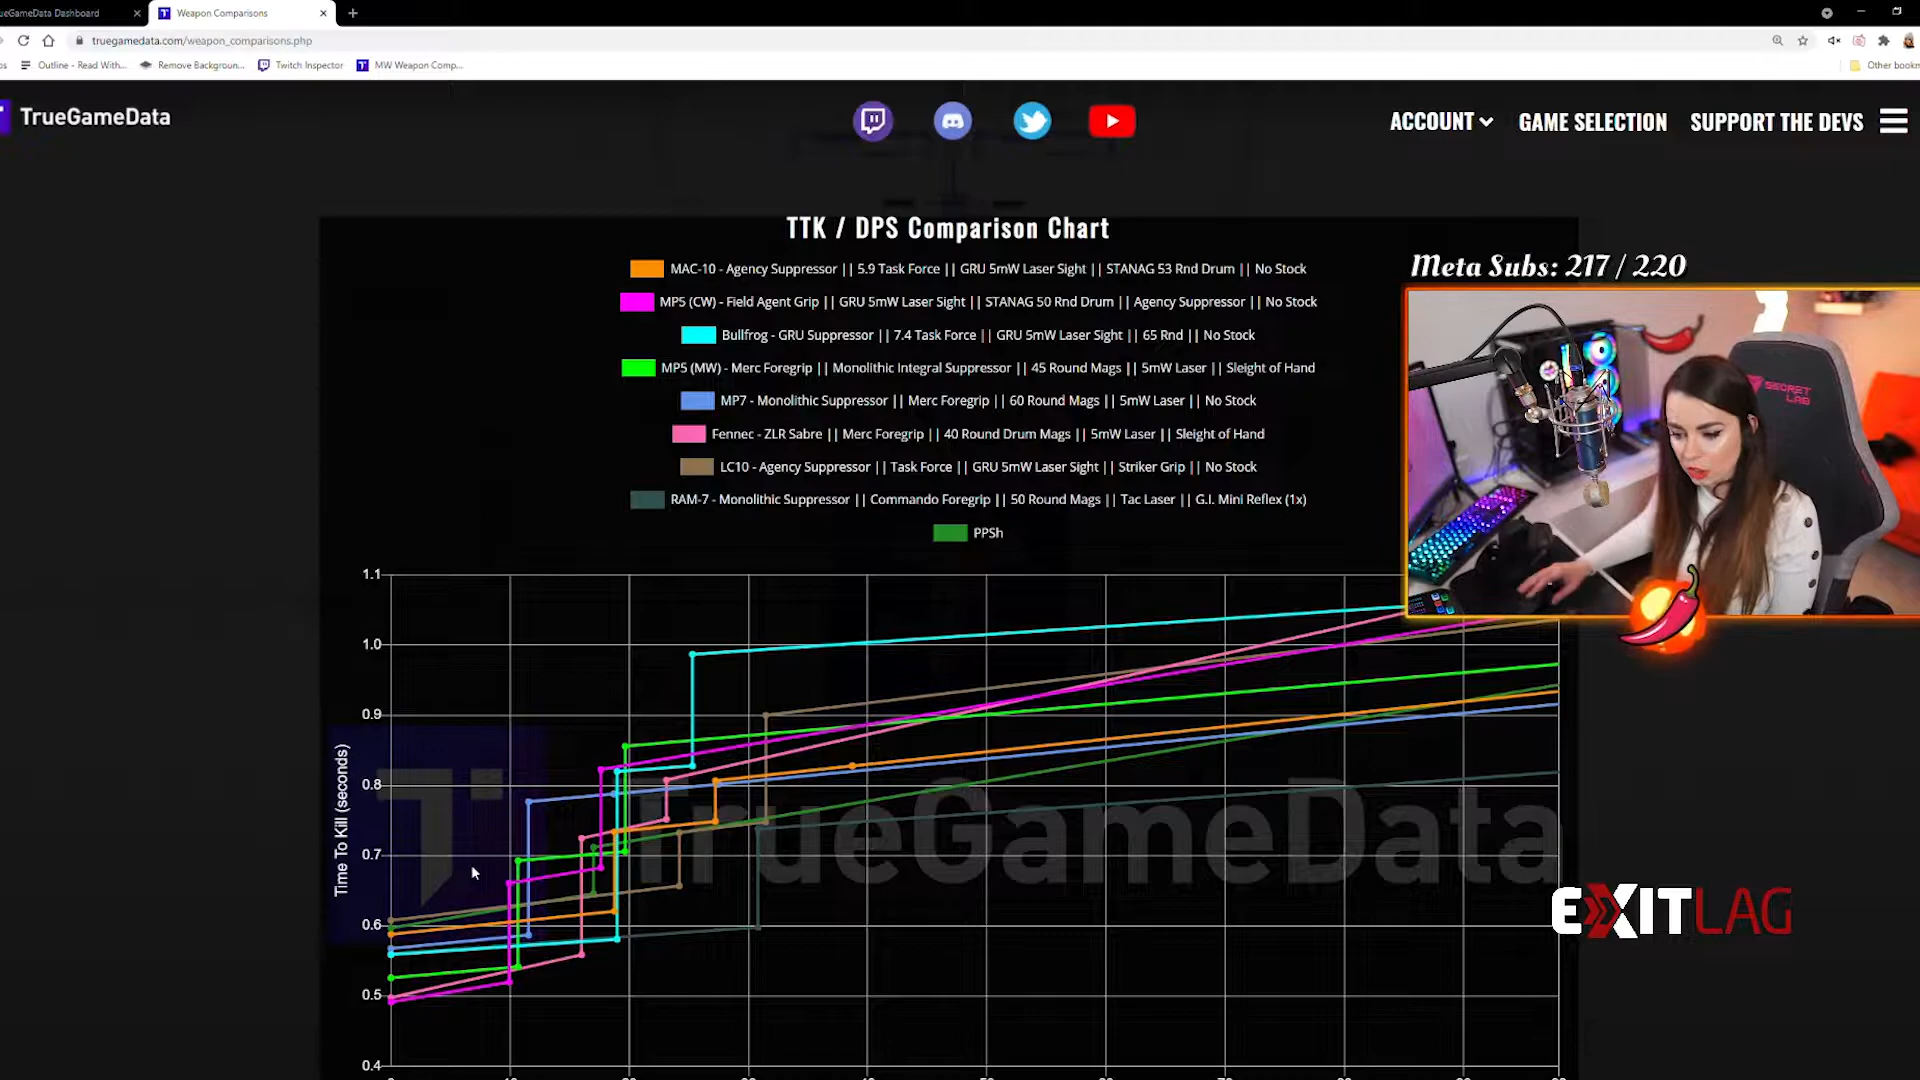 ueGameData Dashboard
Weapon Comparisons
truegamedata.com/weapon_comparisons.php
Outline - Read With...
Remove Backgroun...
Twitch Inspector
MW Weapon Comp...
Other bookm
TrueGameData
ACCOUNT
GAME SELECTION
SUPPORT THE DEVS
TTK / DPS Comparison Chart
MAC-10 - Agency Suppressor || 5.9 Task Force || GRU 5mW Laser Sight || STANAG 53 Rnd Drum || No Stock
MP5 (CW) - Field Agent Grip || GRU 5mW Laser Sight || STANAG 50 Rnd Drum || Agency Suppressor || No Stock
Bullfrog - GRU Suppressor || 7.4 Task Force || GRU 5mW Laser Sight || 65 Rnd || No Stock
MP5 (MW) - Merc Foregrip || Monolithic Integral Suppressor || 45 Round Mags || 5mW Laser || Sleight of Hand
MP7 - Monolithic Suppressor || Merc Foregrip || 60 Round Mags || 5mW Laser || No Stock
Fennec - ZLR Sabre || Merc Foregrip || 40 Round Drum Mags || 5mW Laser || Sleight of Hand
LC10 - Agency Suppressor || Task Force || GRU 5mW Laser Sight || Striker Grip || No Stock
RAM-7 - Monolithic Suppressor || Commando Foregrip || 50 Round Mags || Tac Laser || G.I. Mini Reflex (1x)
PPSh
Meta Subs: 217 / 220
SECRET
LAB
1.1
1.0
0.9
0.8
0.7
0.6
0.5
0.4
Time To Kill (seconds)
TrueGameData
EXITLAG